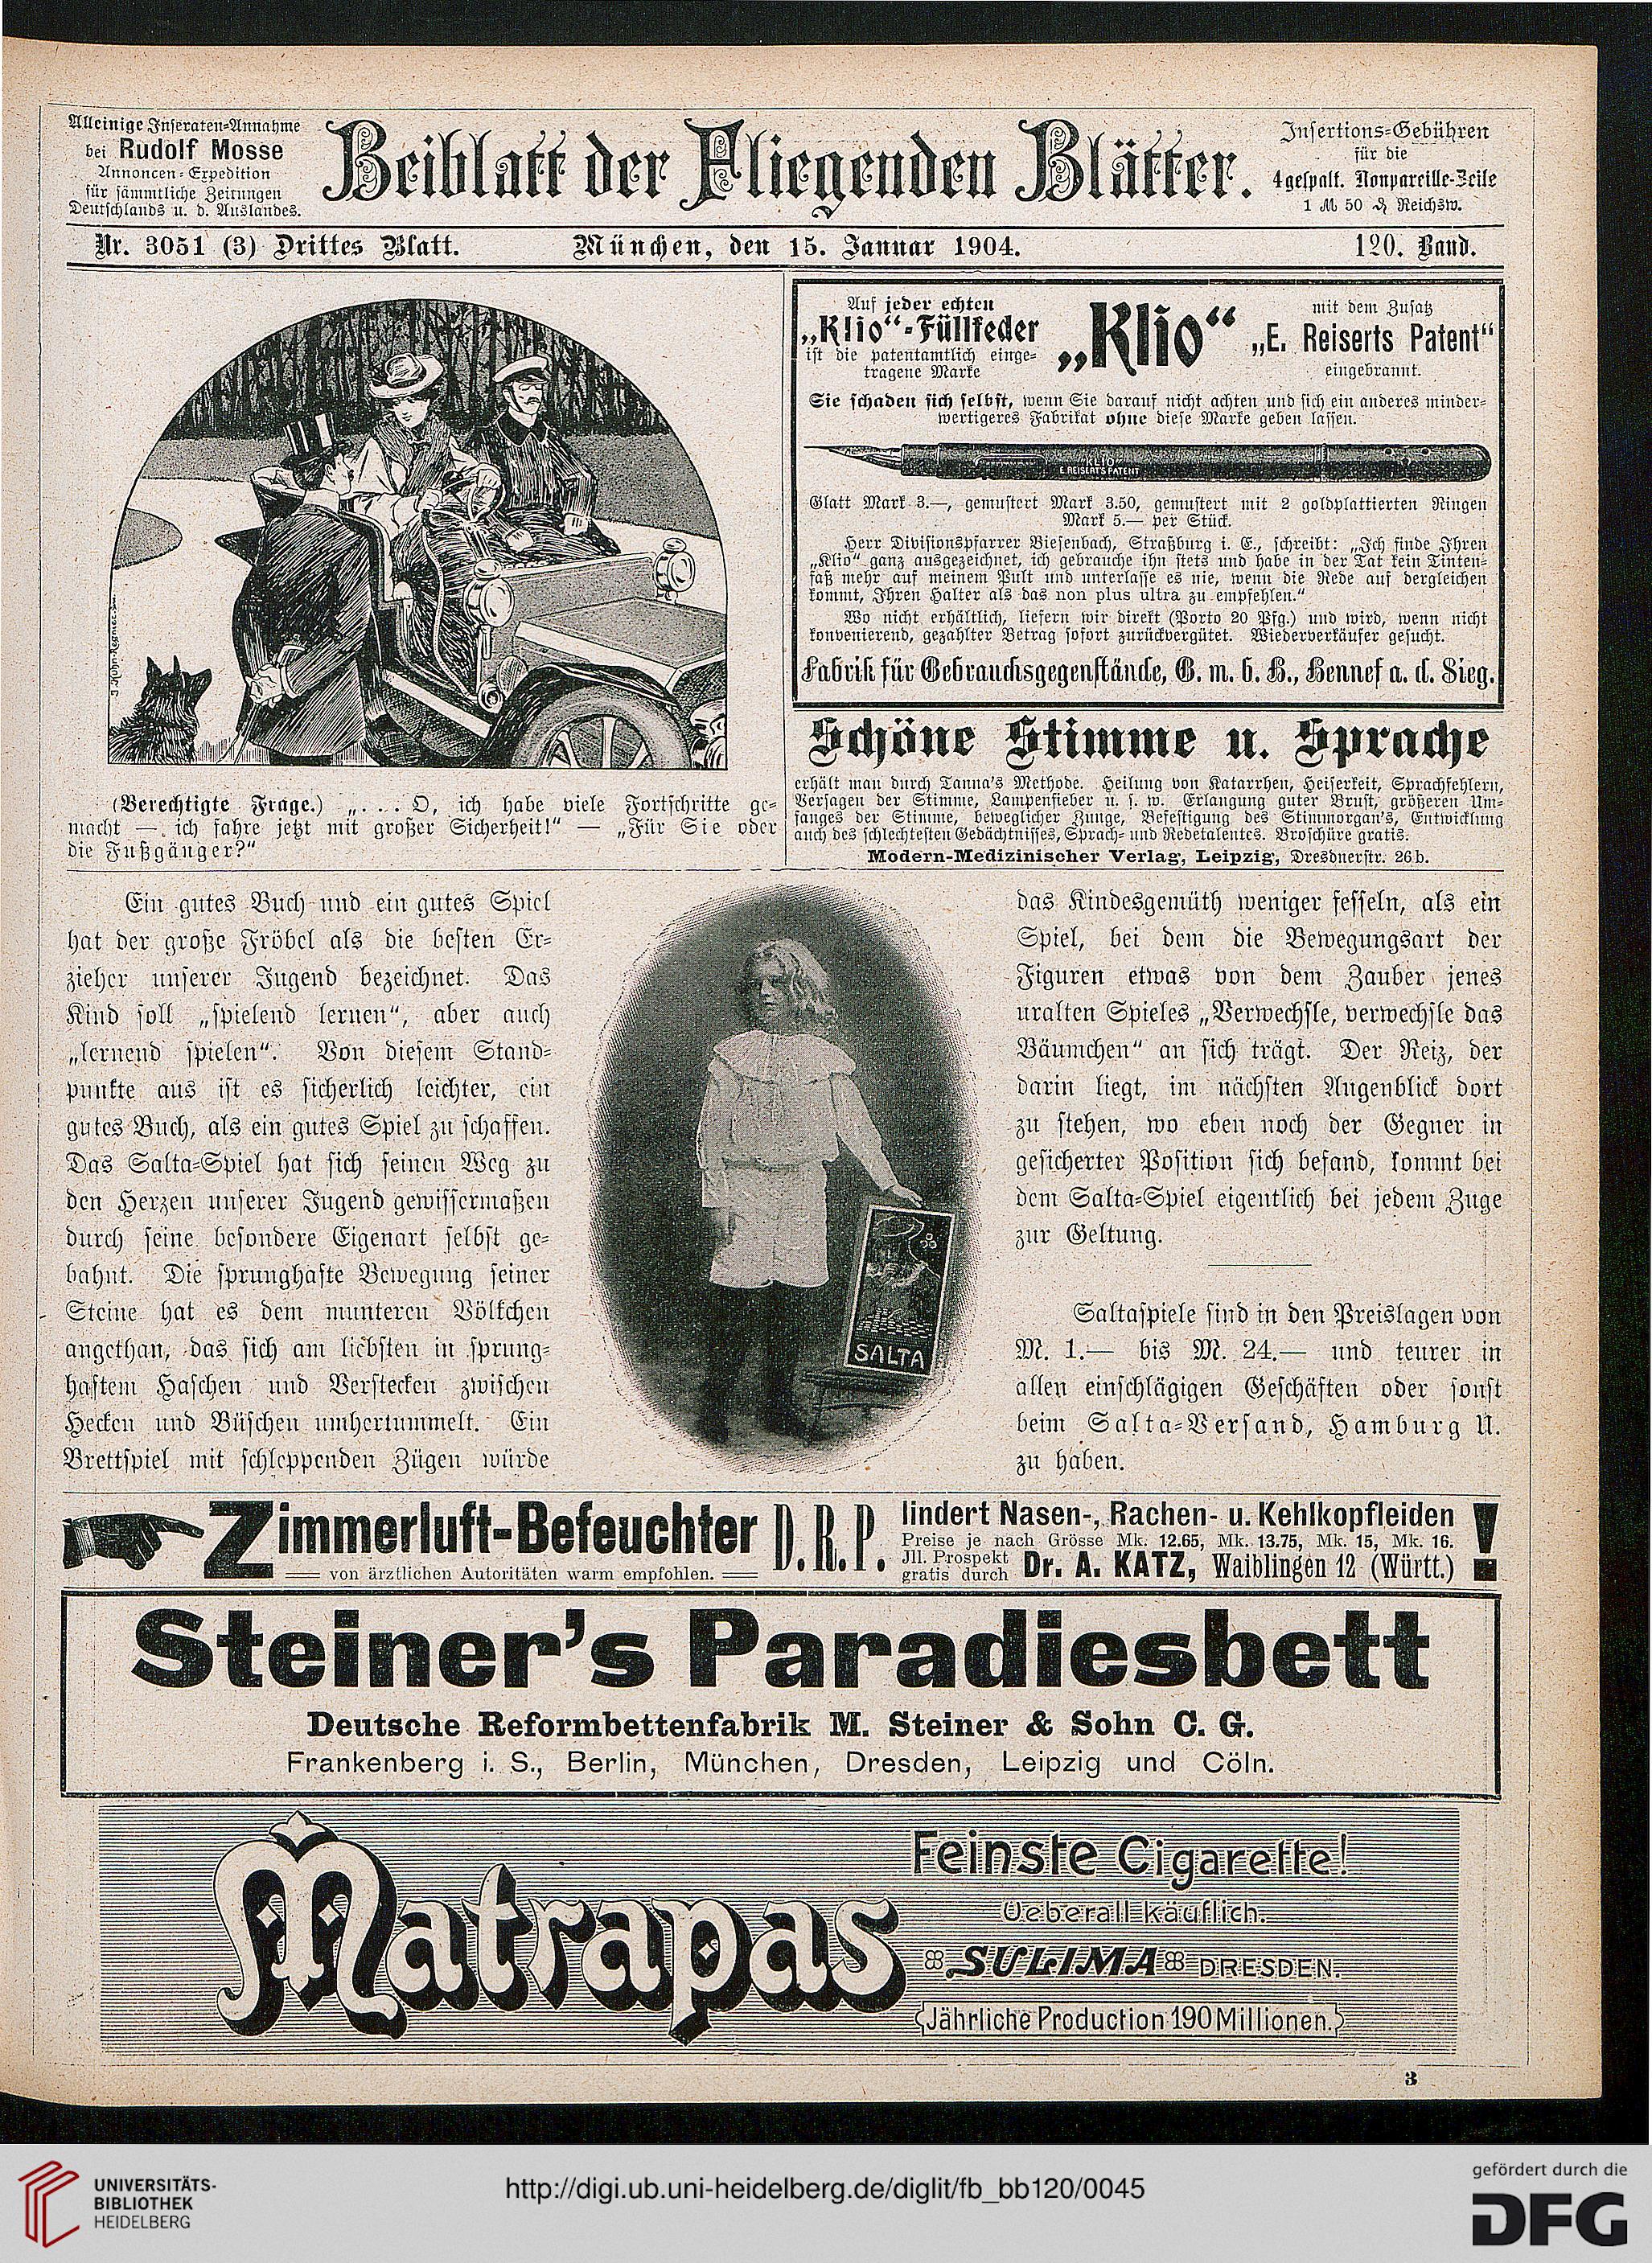 Alleinige Inseraten-Annahme
bei Rudolf Mosse
Annoncen-Expedition
für sämmtliche Zeitungen
Deutschlands u. d. Auslandes.
Beiblatt der Fliegenden Blätter.
Insertions-Gebühren
für die
4gespalt. Nonpareille-Zeile
1 M 50 ₰ Reichsw.
Nr. 3051 (3) Drittes Blatt. München, den 15. Januar 1904. 120. Band.
(Berechtigte Frage.) „. . . . O, ich habe viele Fortschritte ge-
macht — ich fahre jetzt mit großer Sicherheit!“ — „Für Sie oder
die Fußgänger?“
Auf jeder echten
„Klio“-Füllfeder
ist die patentamtlich einge-
tragene Marke
„Klio“
mit dem Zusatz
„E. Reiserts Patent“
eingebrannt.
Sie schaden sich selbst, wenn Sie darauf nicht achten und sich ein anderes minder-
wertigeres Fabrikat ohne diese Marke geben lassen.
KLIO
E. REISERT'S PATENT
Glatt Mark 3.—, gemustert Mark 3.50, gemustert mit 2 goldplattierten Ringen
Mark 5.— per Stück.
Herr Divisionspfarrer Biesenbach, Straßburg i. E., schreibt: „Ich finde Ihren
„Klio“ ganz ausgezeichnet, ich gebrauche ihn stets und habe in der Tat kein Tinten-
faß mehr auf meinem Pult und unterlasse es nie, wenn die Rede auf dergleichen
kommt, Ihren Halter als das non plus ultra zu empfehlen.“
Wo nicht erhältlich, liefern wir direkt (Porto 20 Pfg.) und wird, wenn nicht
konvenierend, gezahlter Betrag sofort zurückvergütet. Wiederverkäufer gesucht.
Fabrik für Gebrauchsgegenstände, G. m. b. H., Hennef a. d. Sieg.
Schöne Stimme u. Sprache
erhält man durch Tanna's Methode. Heilung von Katarrhen, Heiserkeit, Sprachfehlern,
Versagen der Stimme, Lampenfieber u. s. w. Erlangung guter Brust, größeren Um-
fanges der Stimme, beweglicher Zunge, Befestigung des Stimmorgan's, Entwicklung
auch des schlechtesten Gedächtnisses, Sprach- und Redetalentes. Broschüre gratis.
Modern-Medizinischer Verlag, Leipzig, Dresdnerstr. 26b.
Ein gutes Buch und ein gutes Spiel
hat der große Fröbel als die besten Er-
zieher unserer Jugend bezeichnet. Das
Kind soll „spielend lernen“, aber auch
„lernend spielen“. Von diesem Stand-
punkte aus ist es sicherlich leichter, ein
gutes Buch, als ein gutes Spiel zu schaffen.
Das Salta-Spiel hat sich seinen Weg zu
den Herzen unserer Jugend gewissermaßen
durch seine besondere Eigenart selbst ge-
bahnt. Die sprunghafte Bewegung seiner
Steine hat es dem munteren Völkchen
angethan, das sich am liebsten in sprung-
haftem Haschen und Verstecken zwischen
Hecken und Büschen umhertummelt. Ein
Brettspiel mit schleppenden Zügen würde
SALTA
das Kindesgemüth weniger fesseln, als ein
Spiel, bei dem die Bewegungsart der
Figuren etwas von dem Zauber jenes
uralten Spieles „Verwechsle, verwechsle das
Bäumchen“ an sich trägt. Der Reiz, der
darin liegt, im nächsten Augenblick dort
zu stehen, wo eben noch der Gegner in
gesicherter Position sich befand, kommt bei
dem Salta-Spiel eigentlich bei jedem Zuge
zur Geltung.
Saltaspiele sind in den Preislagen von
M. 1.— bis M. 24.— und teurer in
allen einschlägigen Geschäften oder sonst
beim Salta-Versand, Hamburg U.
zu haben.
Zimmerluft-Befeuchter D. R. P.
von ärztlichen Autoritäten warm empfohlen.
lindert Nasen-, Rachen- u. Kehlkopfleiden !
Preise je nach Grösse Mk. 12.65, Mk. 13.75, Mk. 15, Mk. 16.
Jll. Prospekt
gratis durch Dr. A. KATZ, Waiblingen 12 (Württ.)
Steiner's Paradiesbett
Deutsche Reformbettenfabrik M. Steiner & Sohn C. G.
Frankenberg i. S., Berlin, München, Dresden, Leipzig und Cöln.
Matrapas
Feinste Cigarette!
Ueberall käuflich.
SULIMA DRESDEN.
Jährliche Production 190 Millionen.
3
UNIVERSITÄTS-
BIBLIOTHEK
HEIDELBERG
http://digi.ub.uni-heidelberg.de/diglit/fb_bb120/0045
gefördert durch die
DFG